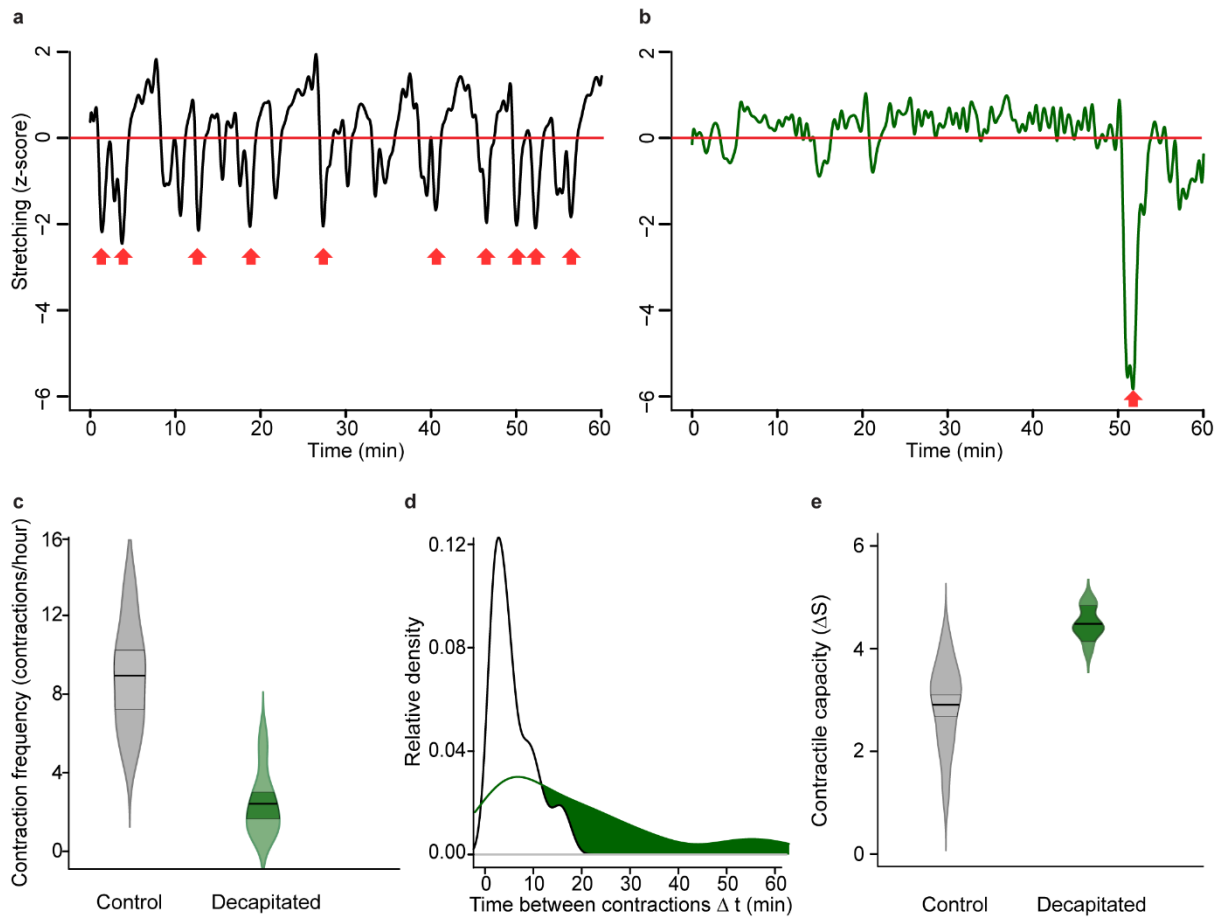 a
Stretching (z-score)
2
0
−2
−4
−6
0 10 20 30 40 50 60
Time (min)
b
2
0
−2
−4
−6
0 10 20 30 40 50 60
Time (min)
c
Contraction frequency (contractions/hour)
16
12
8
4
0
Control Decapitated
d
Relative density
0.12
0.08
0.04
0.00
0 10 20 30 40 50 60
Time between contractions Δ t (min)
e
Contractile capacity (ΔS)
6
4
2
0
Control Decapitated